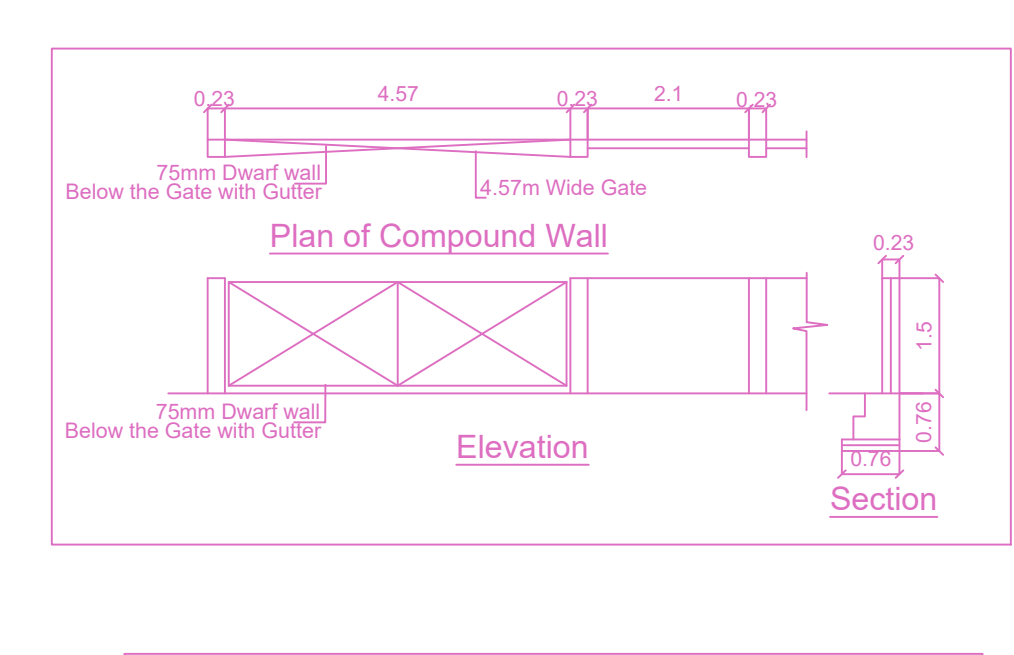 0.23
4.57
0.23
2.1
0.23
75mm Dwarf wall
Below the Gate with Gutter
4.57m Wide Gate
Plan of Compound Wall
0.23
1.5
75mm Dwarf wall
Below the Gate with Gutter
0.76
Elevation
0.76
Section